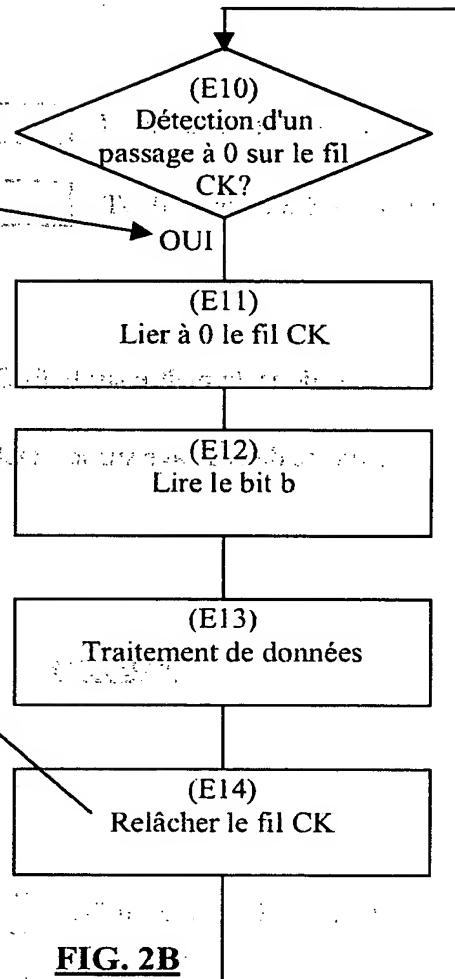 (E10)
Détection d'un
passage à 0 sur le fil
CK?
OUI
(E11)
Lier à 0 le fil CK
(E12)
Lire le bit b
(E13)
Traitement de données
(E14)
Relâcher le fil CK
FIG. 2B